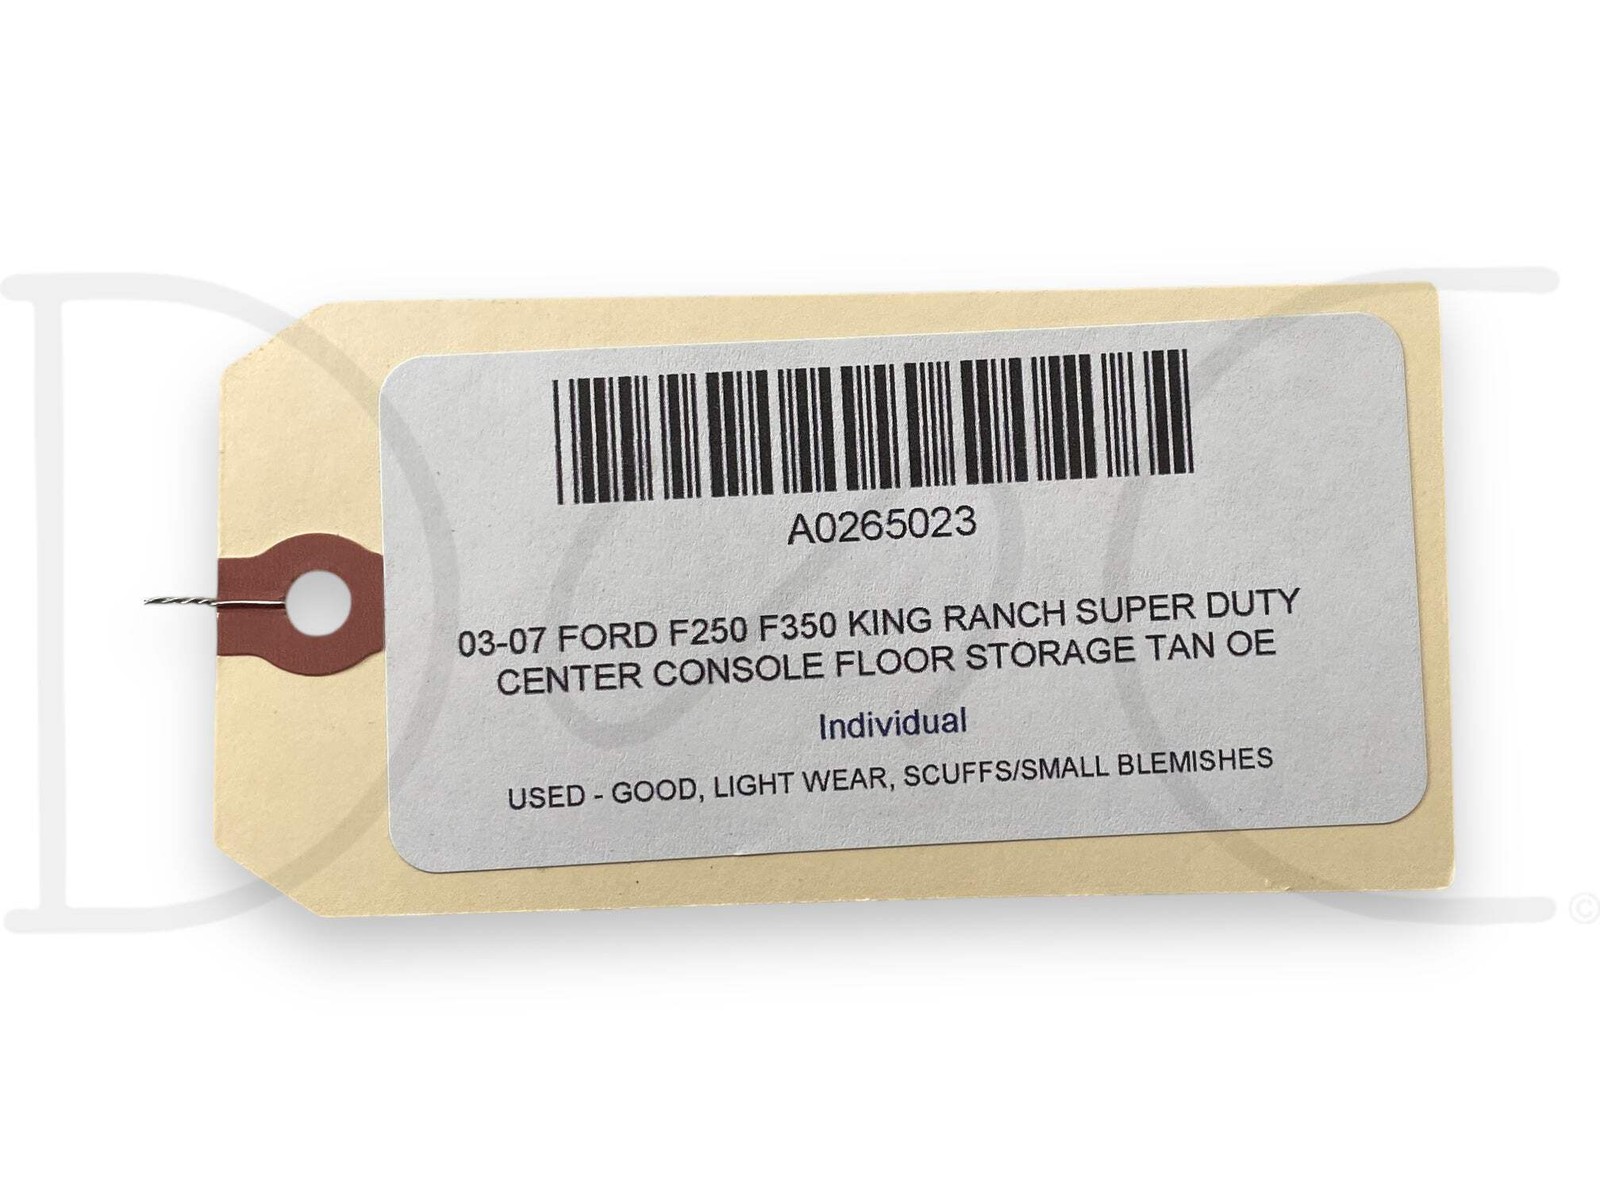 A0265023
03-07 FORD F250 F350 KING RANCH SUPER DUTY
CENTER CONSOLE FLOOR STORAGE TAN OE
Individual
USED - GOOD, LIGHT WEAR, SCUFFS/SMALL BLEMISHES
©